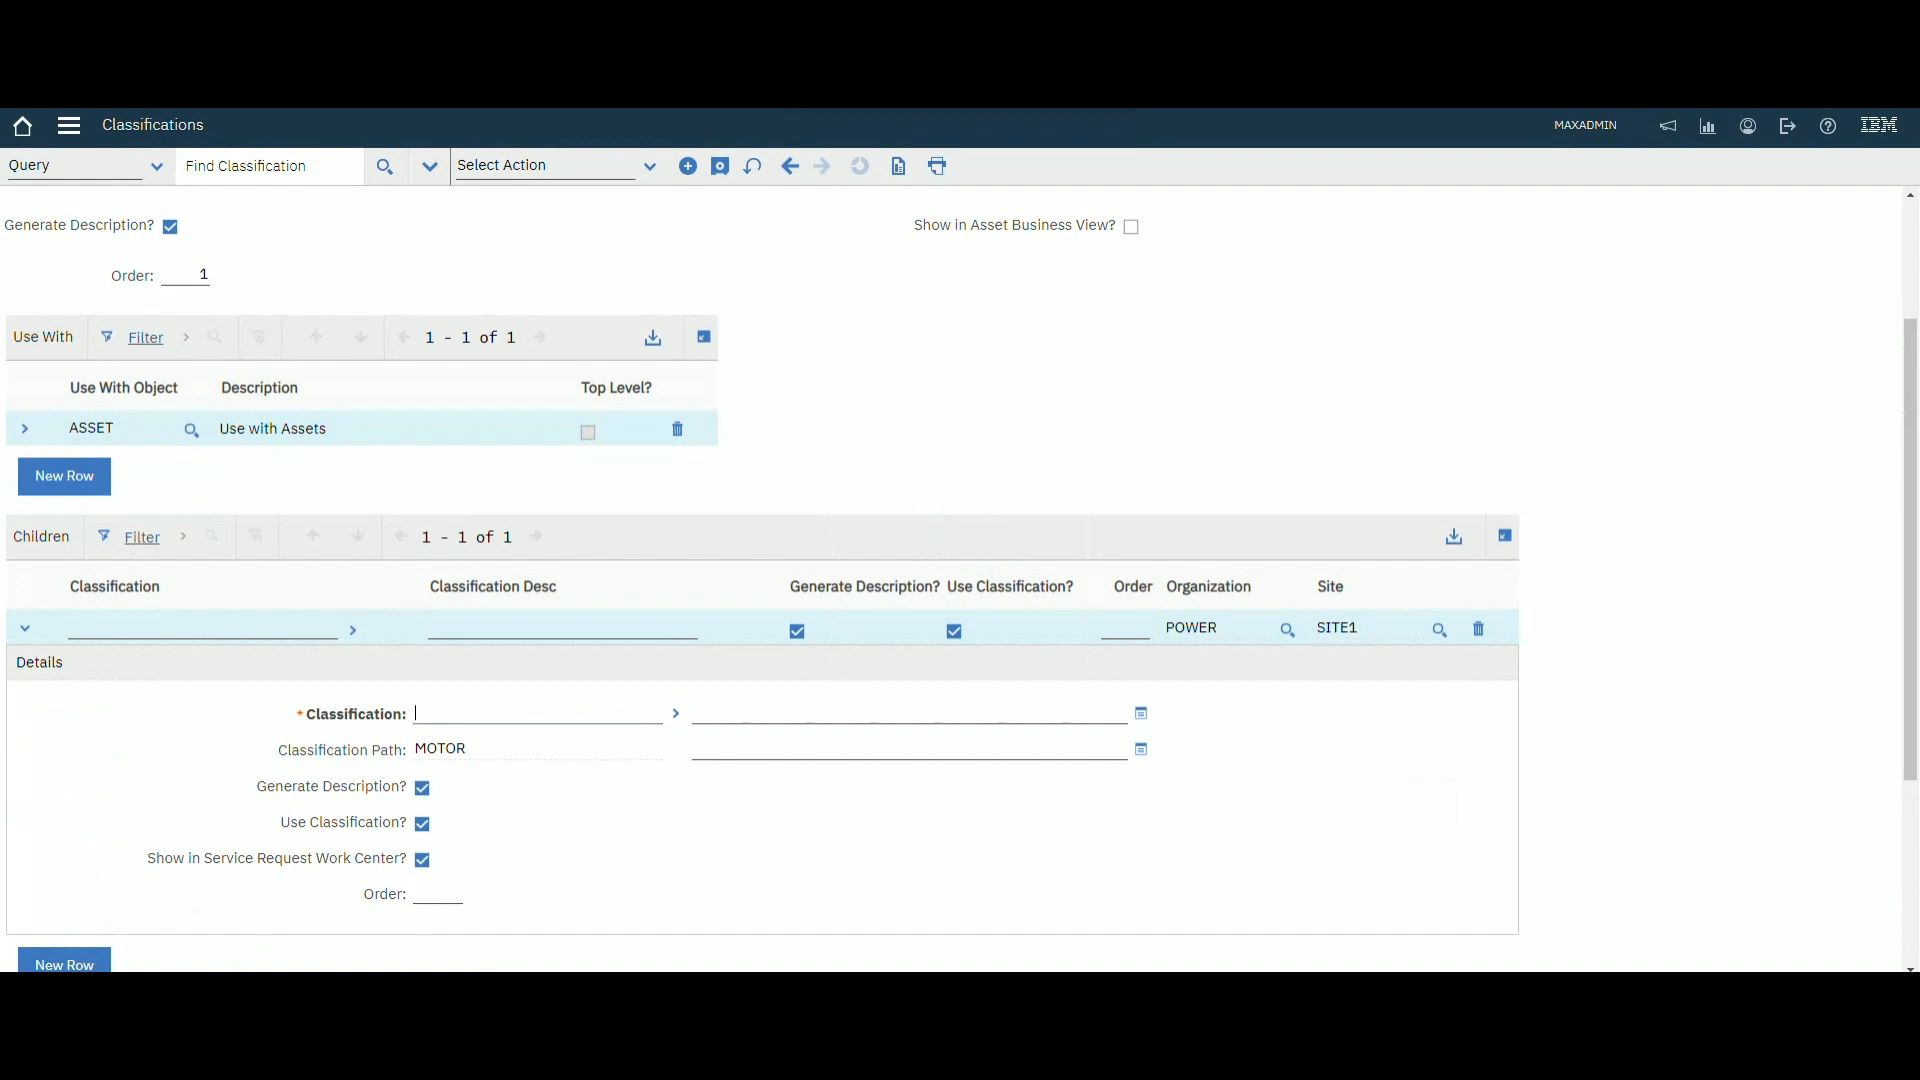 Classifications
MAXADMIN
IBM
Query
Find Classification
Select Action
Generate Description?
Show in Asset Business View?
Order: 1
Use With Filter 1 - 1 of 1
Use With Object Description Top Level?
ASSET Use with Assets
New Row
Children Filter 1 - 1 of 1
Classification Classification Desc Generate Description? Use Classification? Order Organization Site
POWER SITE1
Details
* Classification:
Classification Path: MOTOR
Generate Description?
Use Classification?
Show in Service Request Work Center?
Order:
New Row